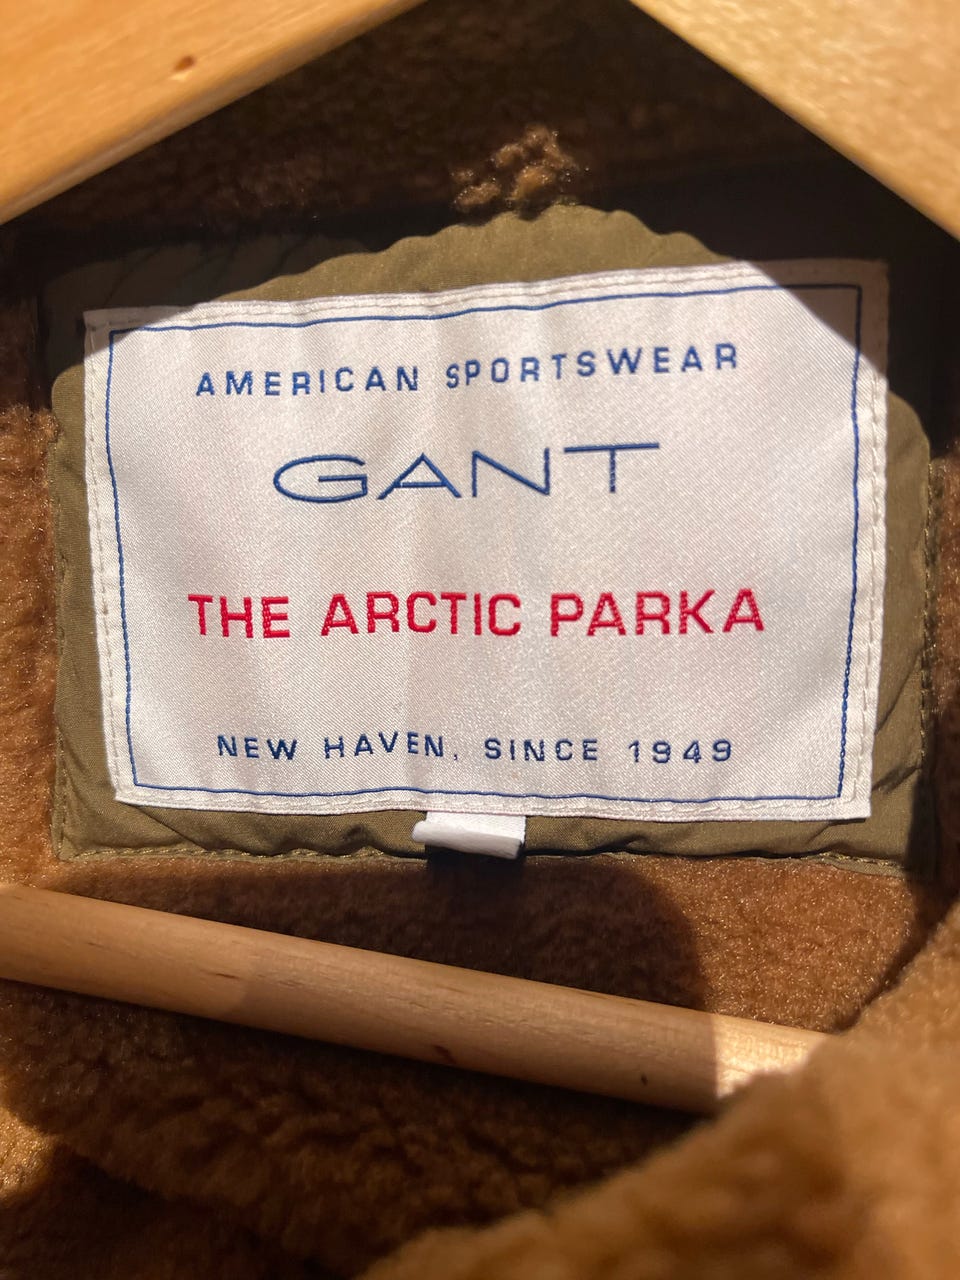 AMERICAN SPORTSWEAR
GANT
THE ARCTIC PARKA
NEW HAVEN, SINCE 1949